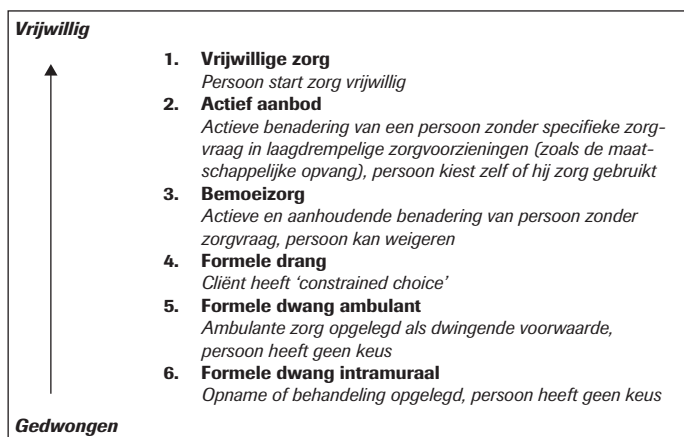 Vrijwillig
1. Vrijwillige zorg
Persoon start zorg vrijwillig
2. Actief aanbod
Actieve benadering van een persoon zonder specifieke zorg-
vraag in laagdrempelige zorgvoorzieningen (zoals de maat-
schappelijke opvang), persoon kiest zelf of hij zorg gebruikt
3. Bemoeizorg
Actieve en aanhoudende benadering van persoon zonder
zorgvraag, persoon kan weigeren
4. Formele drang
Cliënt heeft ‘constrained choice’
5. Formele dwang ambulant
Ambulante zorg opgelegd als dwingende voorwaarde,
persoon heeft geen keus
6. Formele dwang intramuraal
Opname of behandeling opgelegd, persoon heeft geen keus
Gedwongen